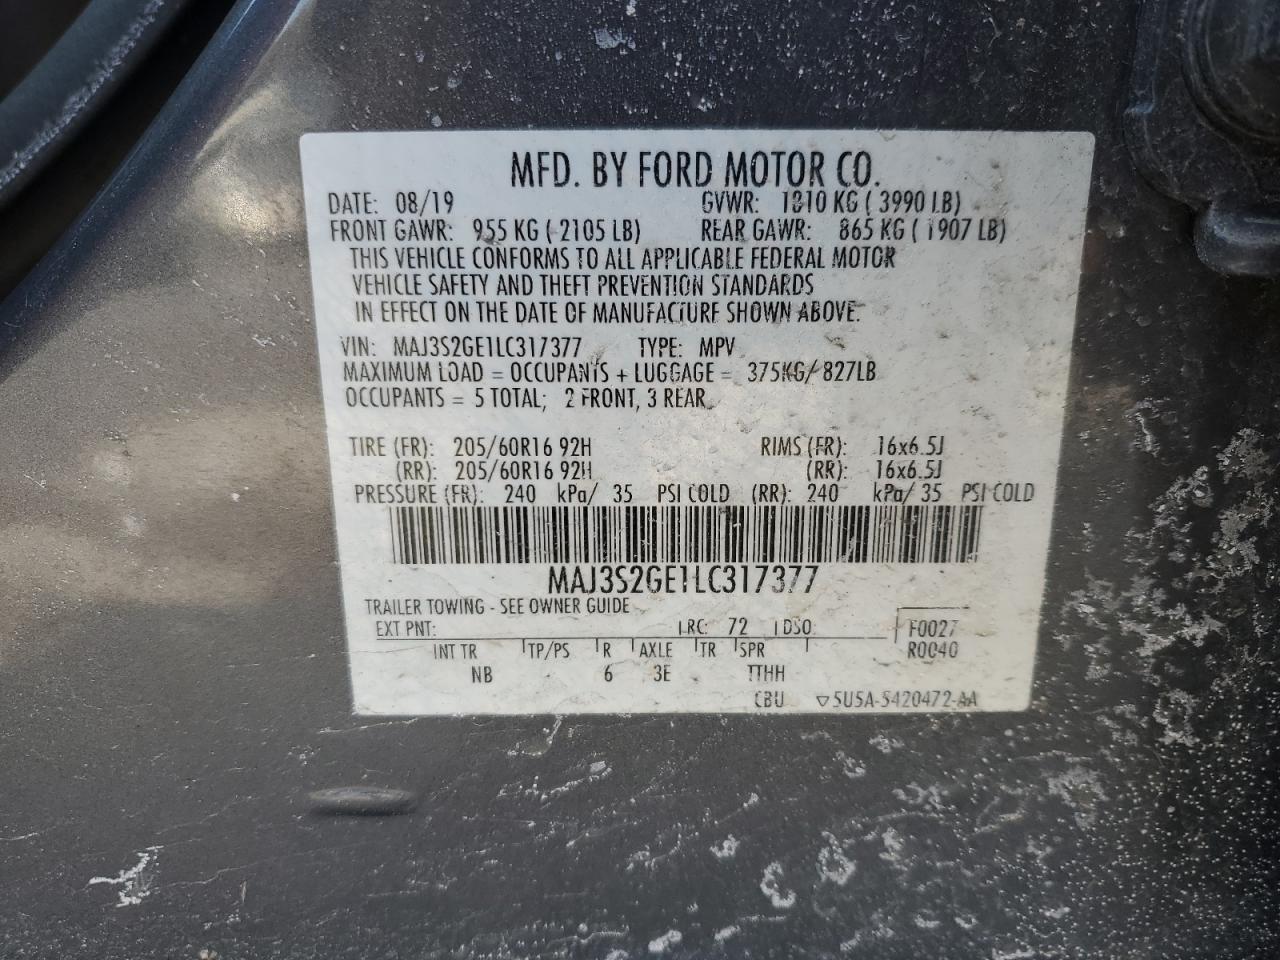 MFD. BY FORD MOTOR CO.
DATE: 08/19 GVWR: 1810 KG ( 3990 LB)
FRONT GAWR: 955 KG ( 2105 LB) REAR GAWR: 865 KG ( 1907 LB)
THIS VEHICLE CONFORMS TO ALL APPLICABLE FEDERAL MOTOR
VEHICLE SAFETY AND THEFT PREVENTION STANDARDS
IN EFFECT ON THE DATE OF MANUFACTURE SHOWN ABOVE.
VIN: MAJ3S2GE1LC317377 TYPE: MPV
MAXIMUM LOAD = OCCUPANTS + LUGGAGE = 375KG/ 827LB
OCCUPANTS = 5 TOTAL; 2 FRONT, 3 REAR
TIRE (FR): 205/60R16 92H RIMS (FR): 16x6.5J
(RR): 205/60R16 92H (RR): 16x6.5J
PRESSURE (FR): 240 kPa/ 35 PSI COLD (RR): 240 kPa/ 35 PSI COLD
MAJ3S2GE1LC317377
TRAILER TOWING - SEE OWNER GUIDE
EXT PNT: RC: 72 DSO: F0027
INT TR TP/PS R AXLE TR SPR R0040
NB 6 3E TTHH
CBU 5U5A-5420472-AA